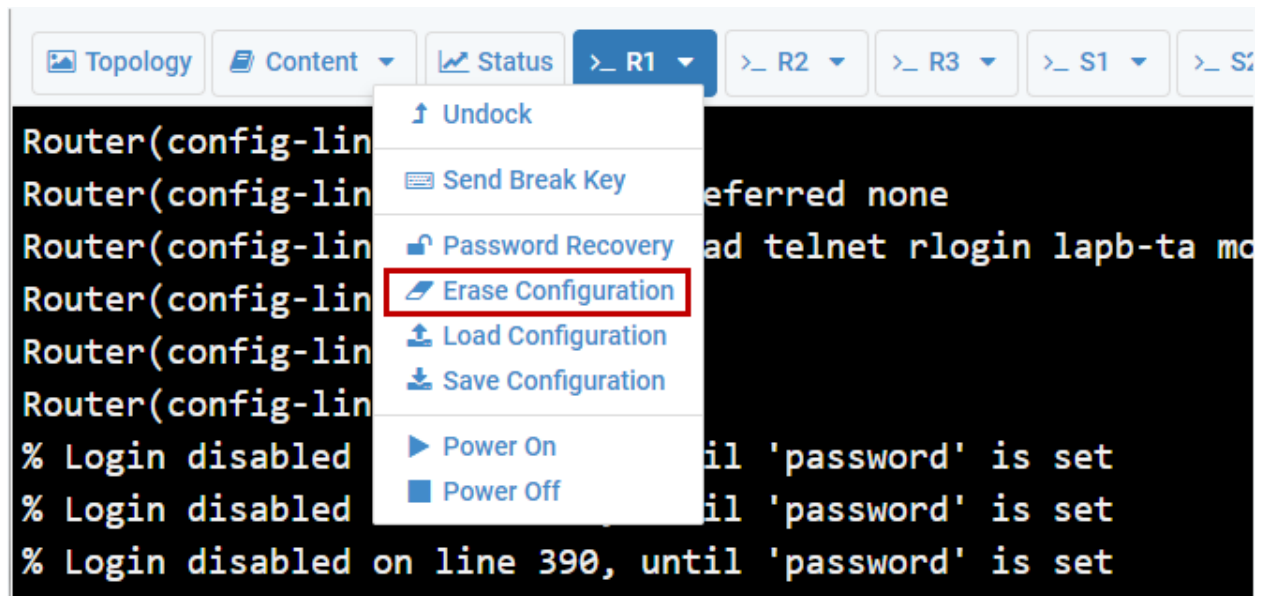 Topology Content Status >_ R1 >_ R2 >_ R3 >_ S1 >_ S2
Undock
Send Break Key
Password Recovery
Erase Configuration
Load Configuration
Save Configuration
Power On
Power Off
Router(config-lin
Router(config-lin eferred none
Router(config-lin ad telnet rlogin lapb-ta mo
Router(config-lin
Router(config-lin
Router(config-lin
% Login disabled il 'password' is set
% Login disabled il 'password' is set
% Login disabled on line 390, until 'password' is set